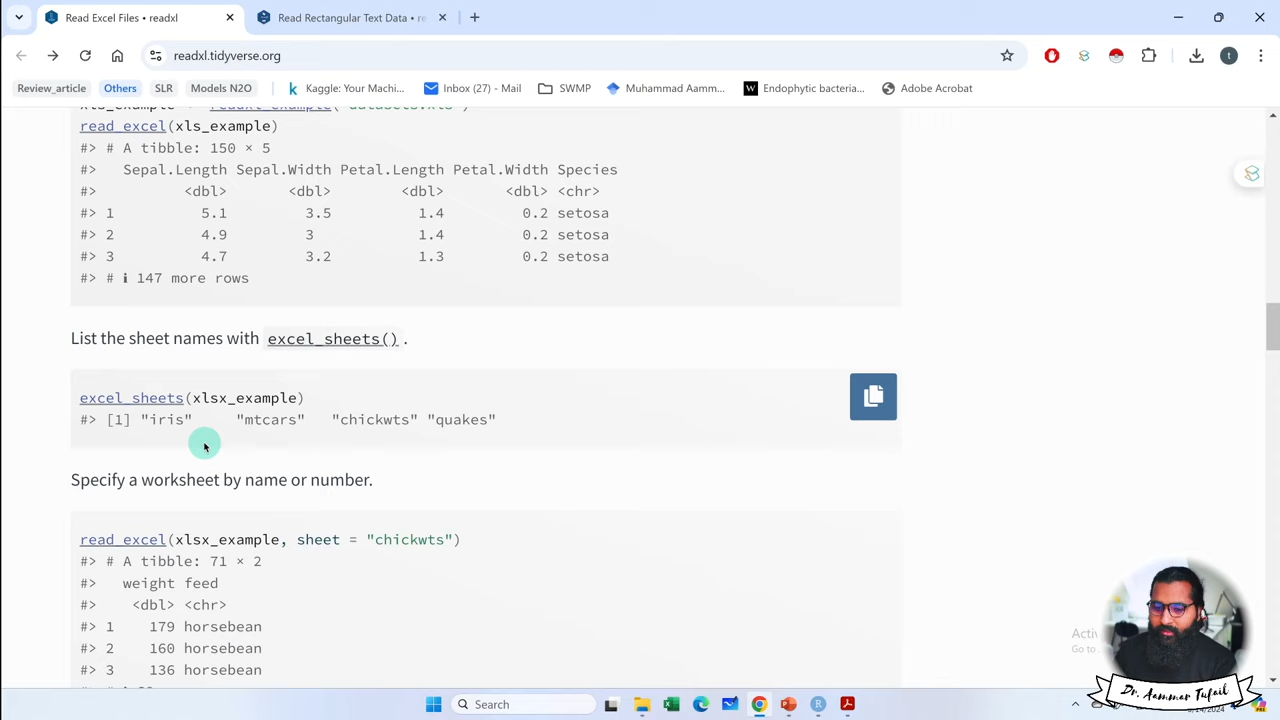 Read Excel Files • readxl
Read Rectangular Text Data • re
readxl.tidyverse.org
t
Review_article
Others
SLR
Models N2O
Kaggle: Your Machi...
Inbox (27) - Mail
SWMP
Muhammad Aamm...
Endophytic bacteria...
Adobe Acrobat
read_excel(xls_example)
#> # A tibble: 150 × 5
#>   Sepal.Length Sepal.Width Petal.Length Petal.Width Species
#>          <dbl>       <dbl>        <dbl>       <dbl> <chr>
#> 1          5.1         3.5          1.4         0.2 setosa
#> 2          4.9         3            1.4         0.2 setosa
#> 3          4.7         3.2          1.3         0.2 setosa
#> # ℹ 147 more rows
List the sheet names with excel_sheets() .
excel_sheets(xlsx_example)
#> [1] "iris"     "mtcars"   "chickwts" "quakes"
Specify a worksheet by name or number.
read_excel(xlsx_example, sheet = "chickwts")
#> # A tibble: 71 × 2
#>   weight feed
#>    <dbl> <chr>
#> 1    179 horsebean
#> 2    160 horsebean
#> 3    136 horsebean
Activ
Go to
Dr. Aammar Tufail
Search